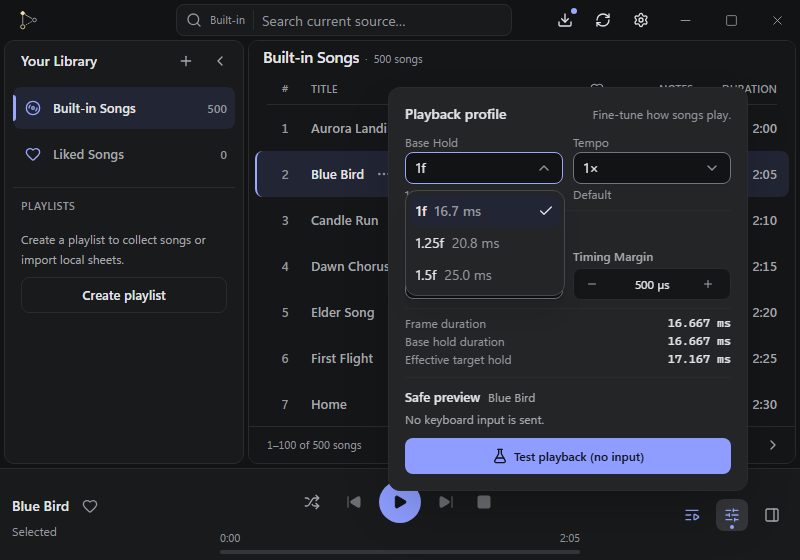 Built-in
Search current source...
Your Library
Built-in Songs 500
Liked Songs 0
PLAYLISTS
Create a playlist to collect songs or
import local sheets.
Create playlist
Built-in Songs · 500 songs
# TITLE
1 Aurora Landi 2:00
2 Blue Bird ... 2:05
3 Candle Run 2:10
4 Dawn Chorus 2:15
5 Elder Song 2:20
6 First Flight 2:25
7 Home 2:30
1–100 of 500 songs
Playback profile
Fine-tune how songs play.
Base Hold
1f
1f 16.7 ms
1.25f 20.8 ms
1.5f 25.0 ms
Tempo
1×
Default
Timing Margin
− 500 µs +
Frame duration 16.667 ms
Base hold duration 16.667 ms
Effective target hold 17.167 ms
Safe preview Blue Bird
No keyboard input is sent.
Test playback (no input)
Blue Bird
Selected
0:00 2:05